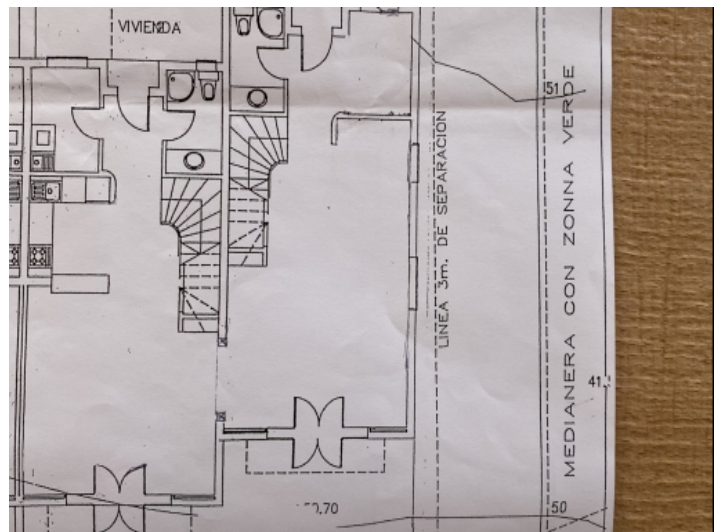 VIVIENDA
51
LINEA 3m. DE SEPARACION
MEDIANERA CON ZONNA VERDE
41
50